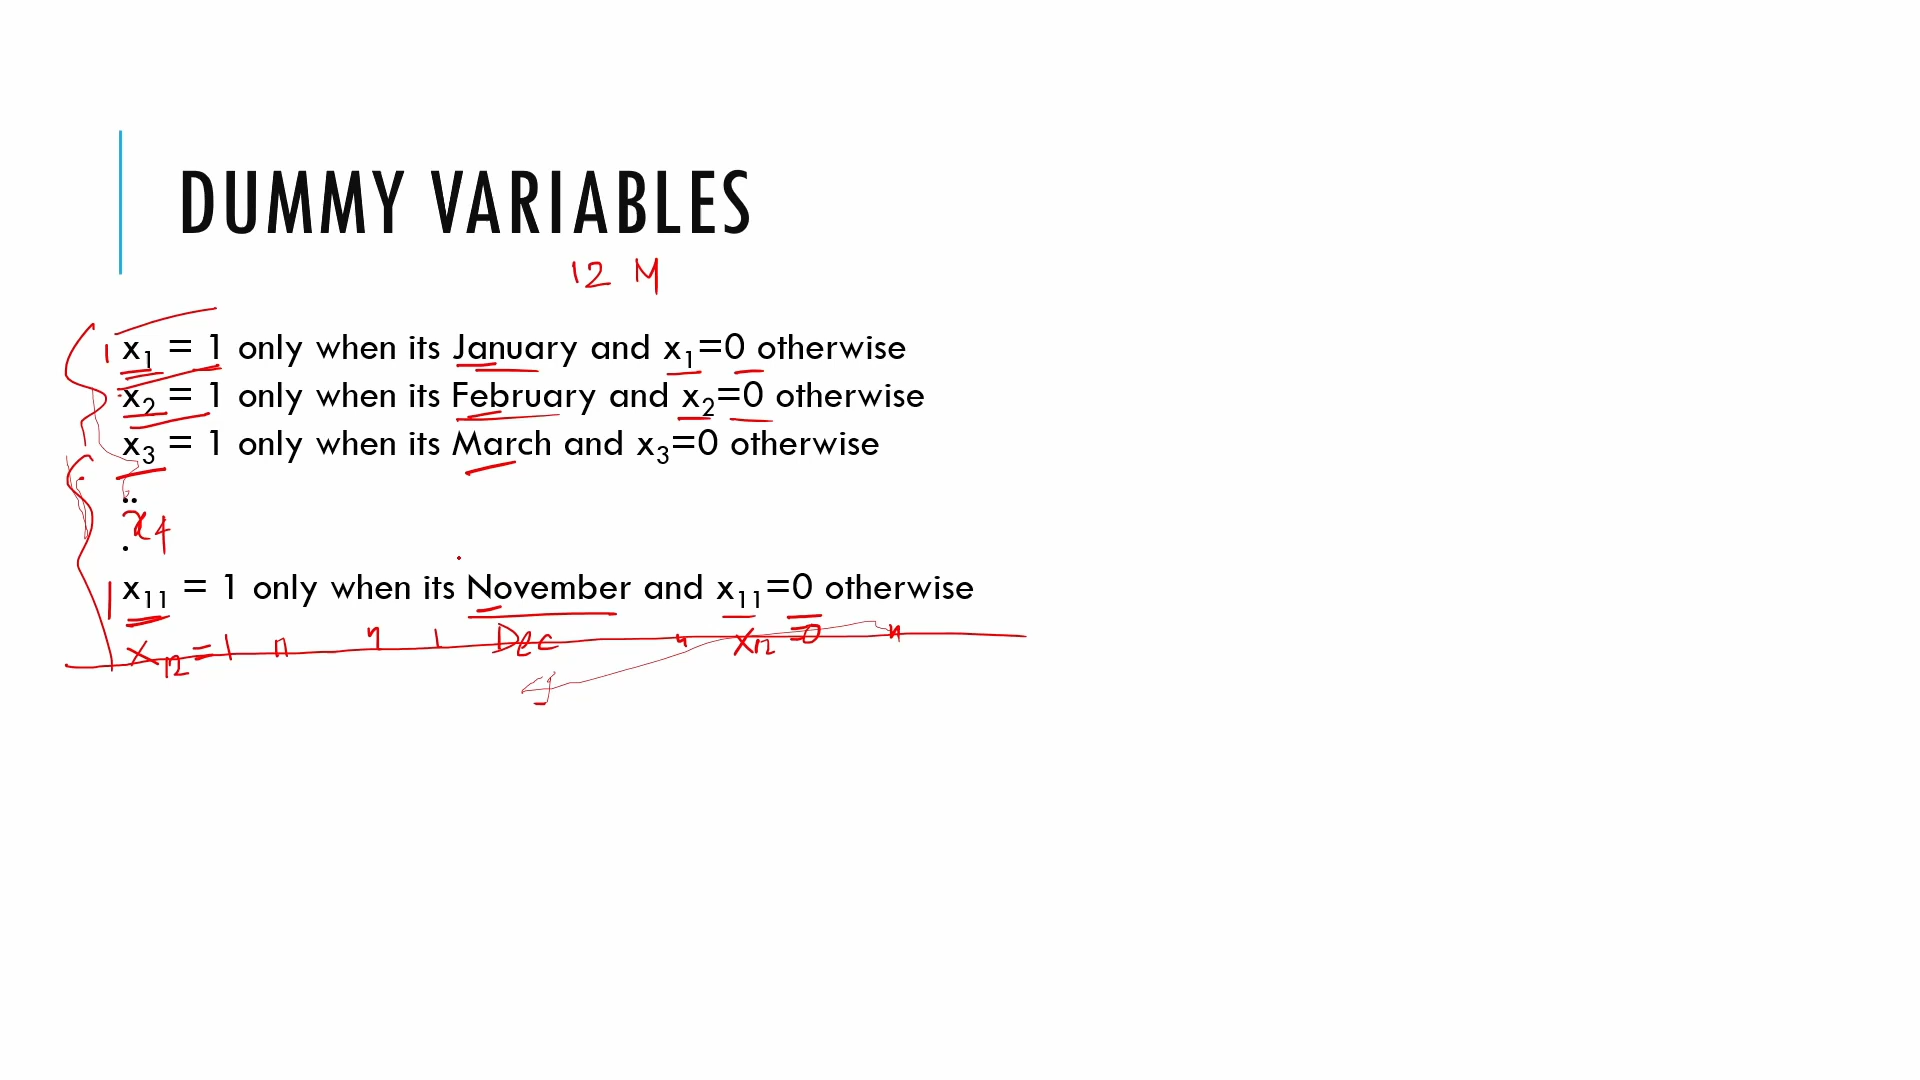 DUMMY VARIABLES
12 M
x₁ = 1 only when its January and x₁=0 otherwise
x₂ = 1 only when its February and x₂=0 otherwise
x₃ = 1 only when its March and x₃=0 otherwise
..
x4
.
x₁₁ = 1 only when its November and x₁₁=0 otherwise
x₁₂ = 1 " " " Dec " x₁₂ =0 "